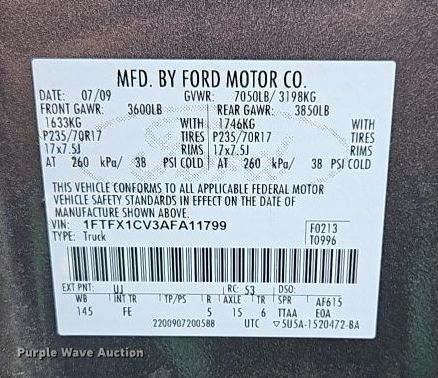 MFD. BY FORD MOTOR CO.
DATE: 07/09 GVWR: 7050LB/ 3198KG
FRONT GAWR: 3600LB REAR GAWR: 3850LB
1633KG WITH 1746KG WITH
P235/70R17 TIRES P235/70R17 TIRES
17x7.5J RIMS 17x7.5J RIMS
AT 260 kPa/ 38 PSI COLD AT 260 kPa/ 38 PSI COLD
THIS VEHICLE CONFORMS TO ALL APPLICABLE FEDERAL MOTOR
VEHICLE SAFETY STANDARDS IN EFFECT ON THE DATE OF
MANUFACTURE SHOWN ABOVE.
VIN: 1FTFX1CV3AFA11799 F0213
TYPE: Truck T0996
EXT PNT: UJ RC: 53 DSO:
WB INT TR TP/PS R AXLE TR SPR AF615
145 FE 5 15 6 TTAA E0A
2200907200588 UTC ▽5U5A-1520472-BA
Purple Wave Auction